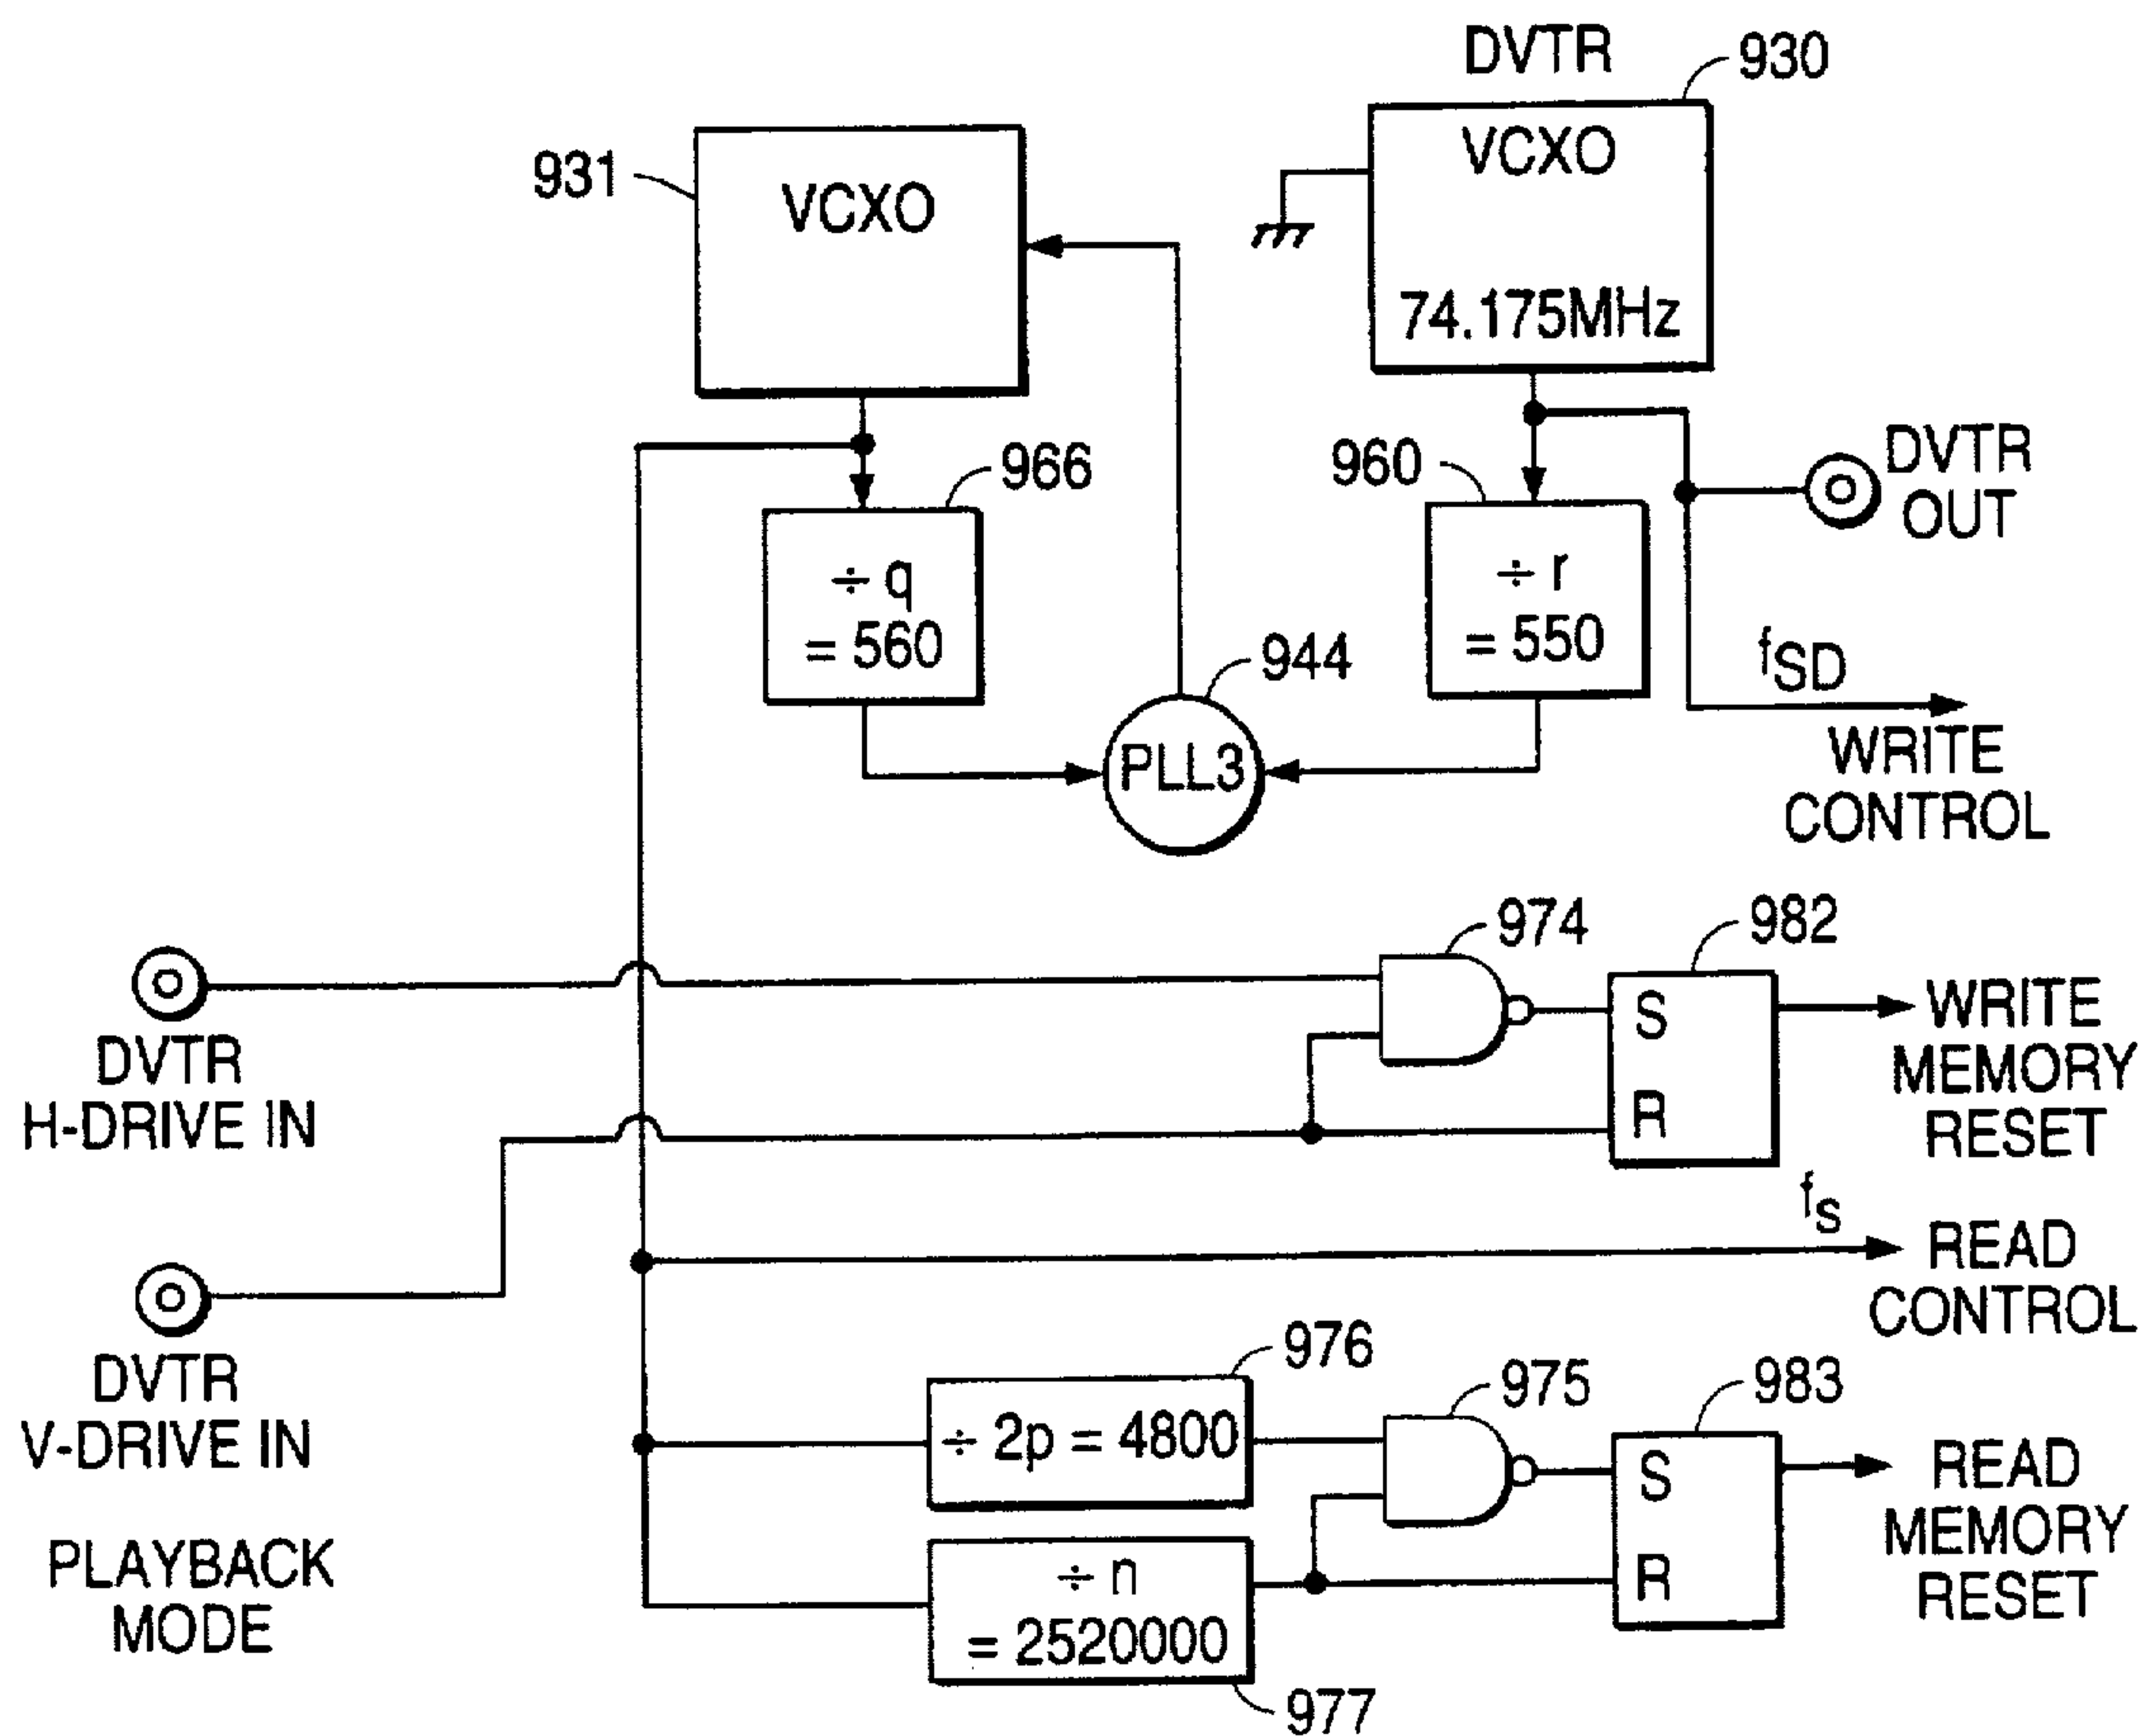 DVTR
930
VCXO
74.175MHz
931
VCXO
966
÷ q
= 560
960
÷ r
= 550
DVTR
OUT
944
PLL3
fSD
WRITE
CONTROL
974
982
S
R
WRITE
MEMORY
RESET
DVTR
H-DRIVE IN
fS
READ
CONTROL
DVTR
V-DRIVE IN
976
÷ 2p = 4800
975
983
S
R
READ
MEMORY
RESET
÷ n
= 2520000
977
PLAYBACK
MODE